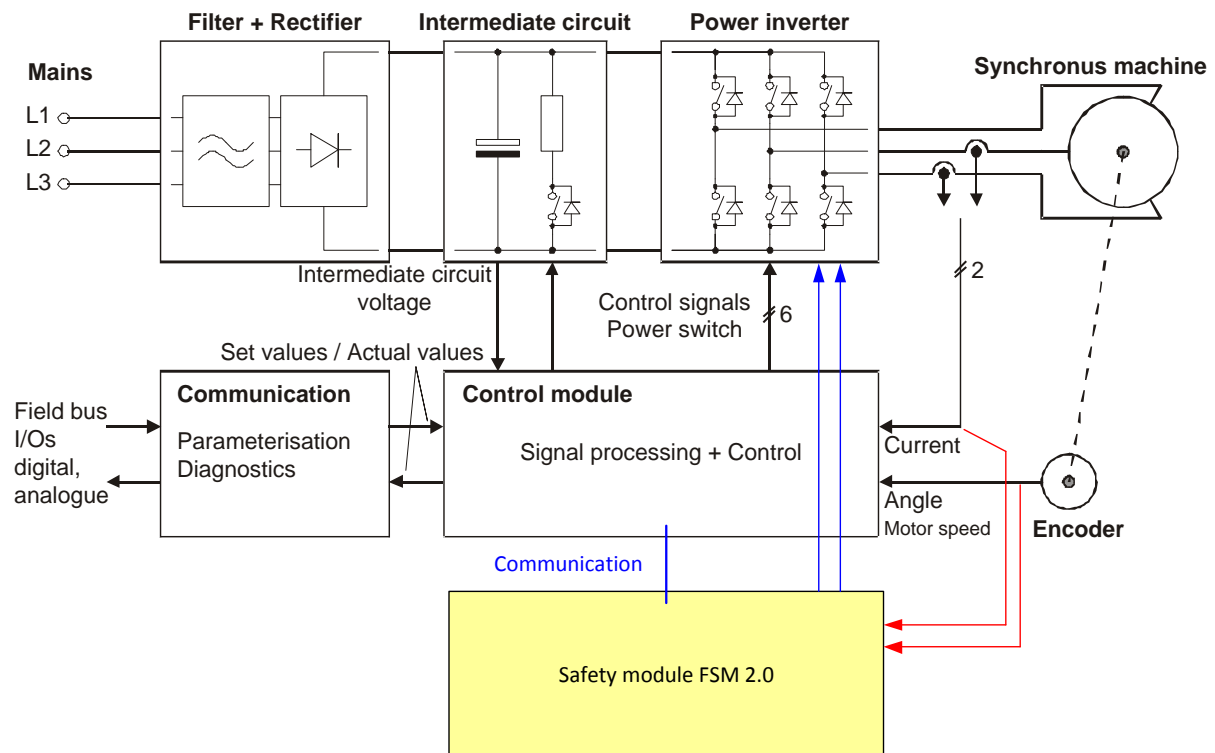 Filter + Rectifier
Intermediate circuit
Power inverter
Mains
Synchronus machine
L1
L2
L3
Intermediate circuit
voltage
Control signals
Power switch
6
2
Set values / Actual values
Communication
Parameterisation
Diagnostics
Control module
Signal processing + Control
Field bus
I/Os
digital,
analogue
Current
Angle
Motor speed
Encoder
Communication
Safety module FSM 2.0